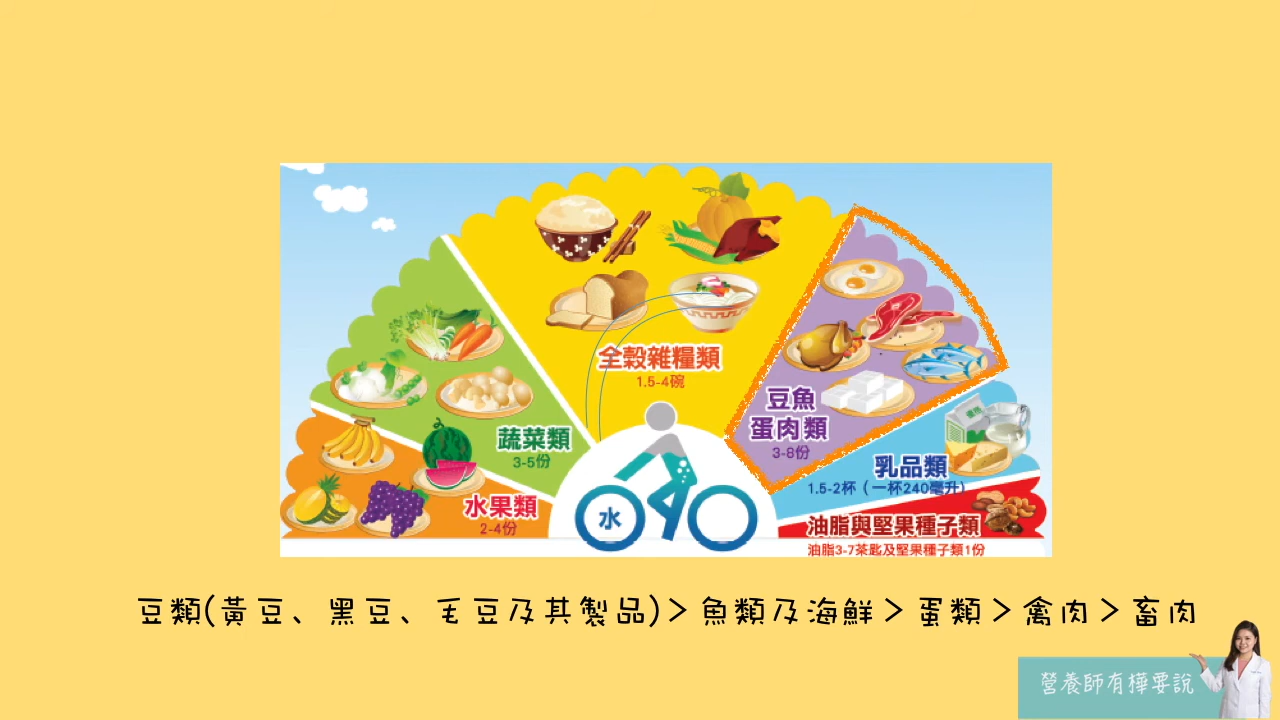 全穀雜糧類
1.5-4碗
豆魚
蛋肉類
3-8份
蔬菜類
3-5份
乳品類
1.5-2杯（一杯240毫升）
水果類
2-4份
水
油脂與堅果種子類
油脂3-7茶匙及堅果種子類1份
豆類(黃豆、黑豆、毛豆及其製品)＞魚類及海鮮＞蛋類＞禽肉＞畜肉
營養師有樺要說